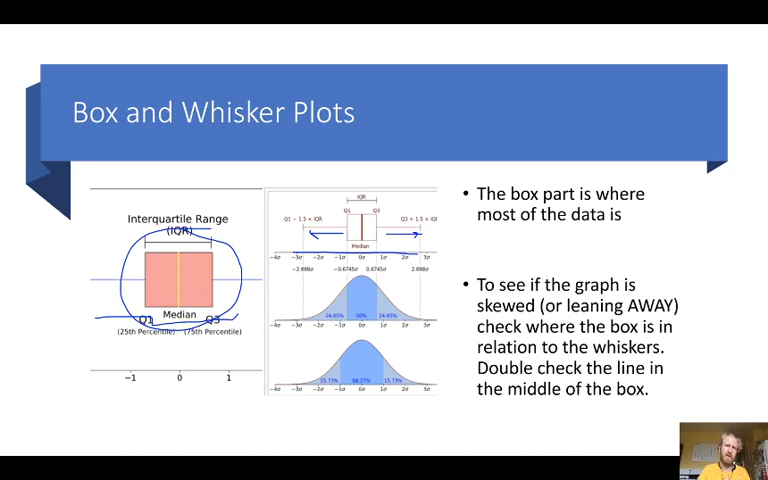 Box and Whisker Plots
Interquartile Range
(IQR)
Q1
Median
Q3
(25th Percentile)
(75th Percentile)
−1
0
1
IQR
Q1
Q3
Q1 − 1.5 × IQR
Q3 + 1.5 × IQR
Median
−4σ −3σ −2σ −1σ 0σ 1σ 2σ 3σ 4σ
−2.698σ −0.6745σ 0.6745σ 2.698σ
24.65% 50% 24.65%
−4σ −3σ −2σ −1σ 0σ 1σ 2σ 3σ 4σ
15.73% 68.27% 15.73%
−4σ −3σ −2σ −1σ 0σ 1σ 2σ 3σ 4σ
• The box part is where
most of the data is
• To see if the graph is
skewed (or leaning AWAY)
check where the box is in
relation to the whiskers.
Double check the line in
the middle of the box.